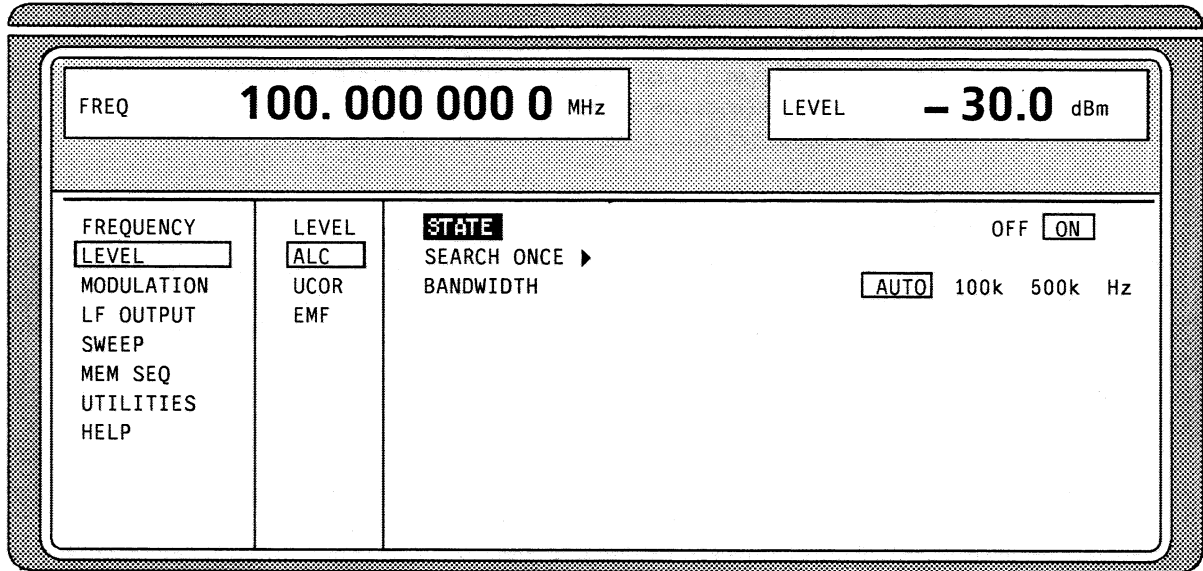 FREQ 100. 000 000 0 MHz LEVEL – 30.0 dBm
FREQUENCY LEVEL STATE OFF ON
LEVEL ALC SEARCH ONCE ▶
MODULATION UCOR BANDWIDTH AUTO 100k 500k Hz
LF OUTPUT EMF
SWEEP
MEM SEQ
UTILITIES
HELP